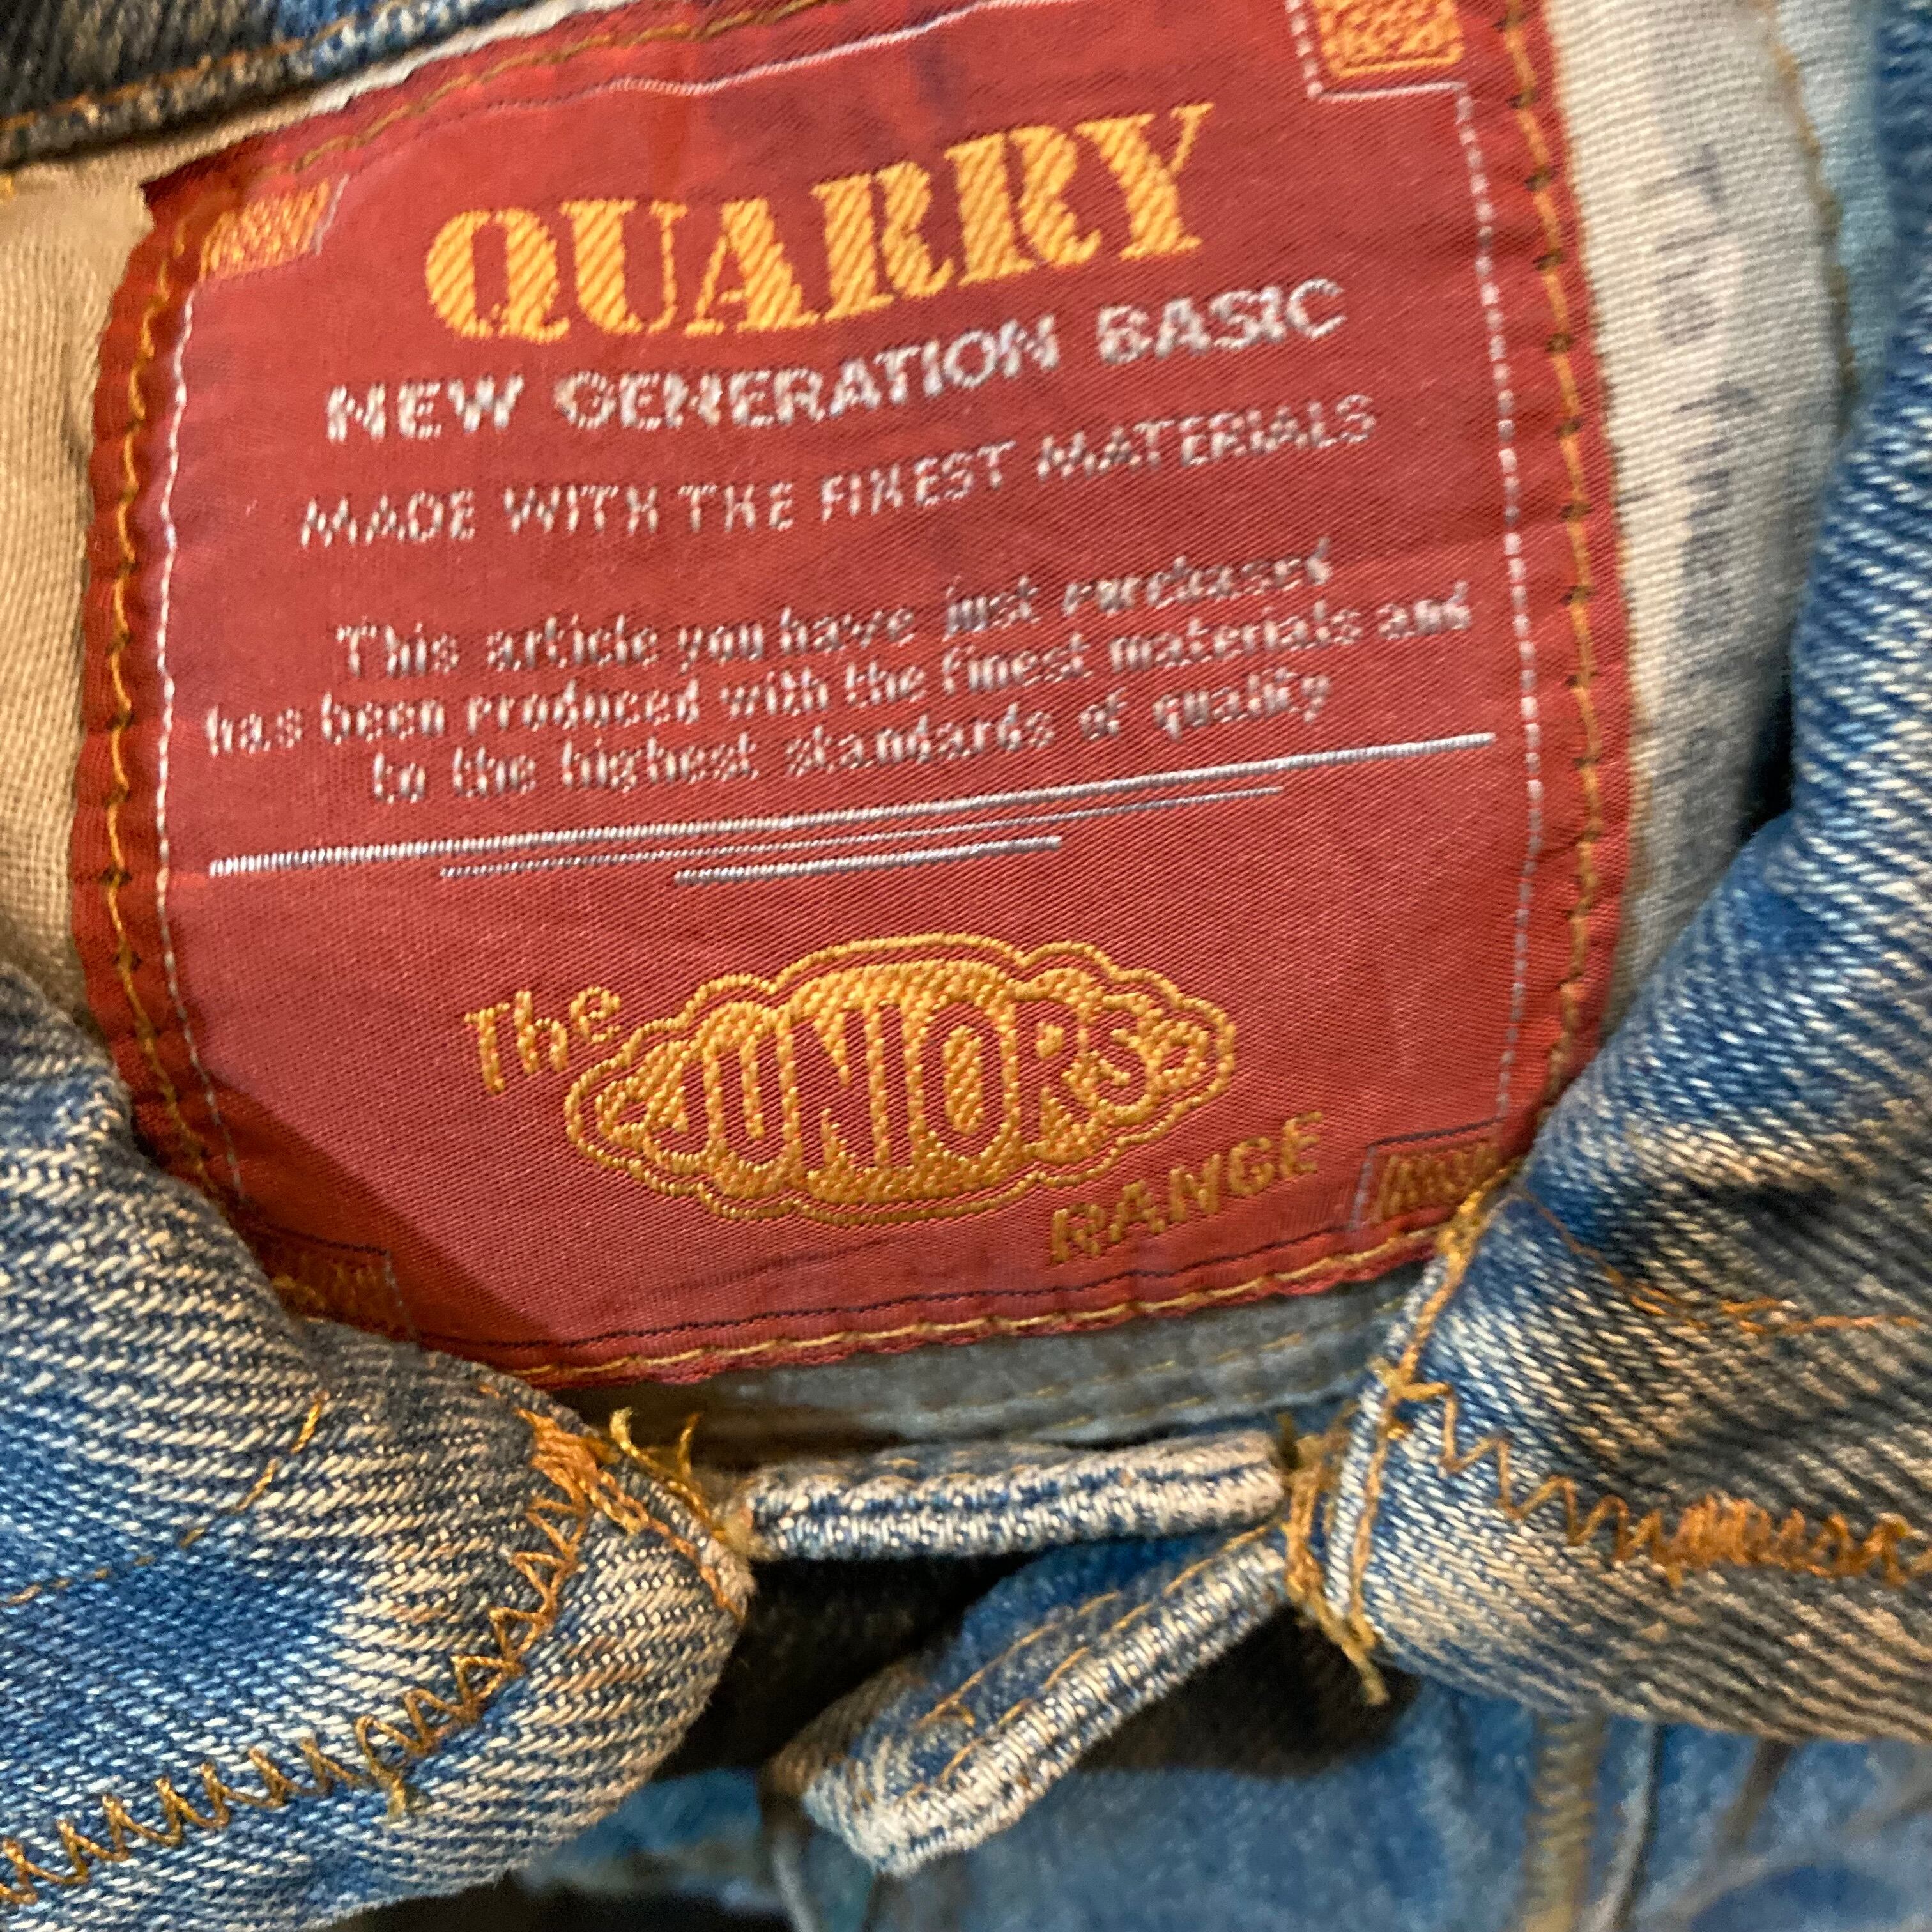 QUARRY
NEW GENERATION BASIC
MADE WITH THE FINEST MATERIALS
This article you have just purchased
has been produced with the finest materials and
to the highest standards of quality
The
JUNIORS
RANGE